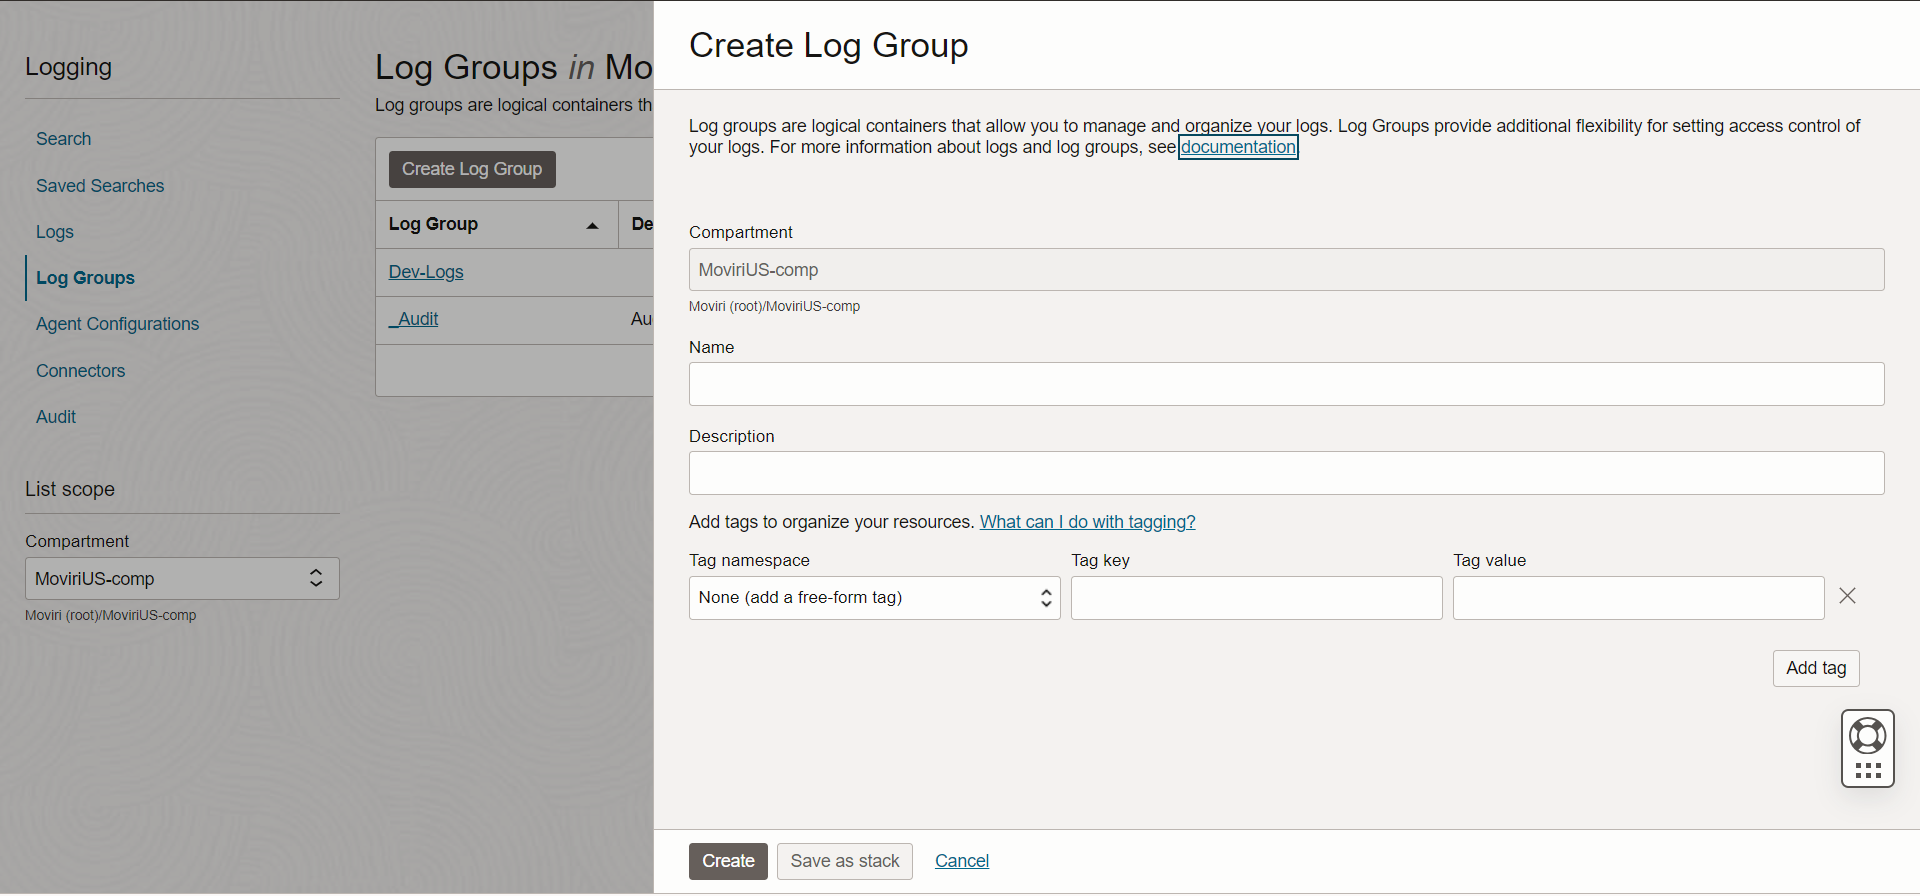 Logging
Search
Saved Searches
Logs
Log Groups
Agent Configurations
Connectors
Audit
List scope
Compartment
MoviriUS-comp
Moviri (root)/MoviriUS-comp
Log Groups in Mo
Log groups are logical containers th
Create Log Group
Log Group De
Dev-Logs
_Audit Au
Create Log Group
Log groups are logical containers that allow you to manage and organize your logs. Log Groups provide additional flexibility for setting access control of
your logs. For more information about logs and log groups, see documentation.
Compartment
MoviriUS-comp
Moviri (root)/MoviriUS-comp
Name
Description
Add tags to organize your resources. What can I do with tagging?
Tag namespace Tag key Tag value
None (add a free-form tag)
Add tag
Create Save as stack Cancel